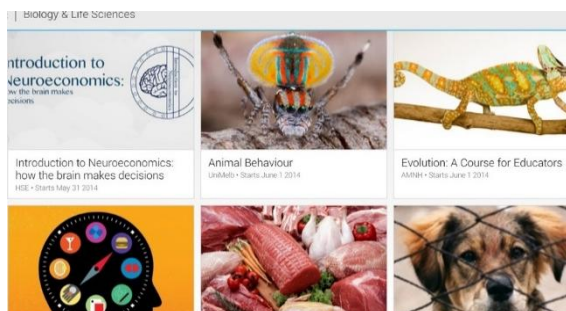 | Biology & Life Sciences
ntroduction to
Neuroeconomics:
ow the brain makes
ecisions
Introduction to Neuroeconomics:
how the brain makes decisions
HSE • Starts May 31 2014
Animal Behaviour
UniMelb • Starts June 1 2014
Evolution: A Course for Educators
AMNH • Starts June 1 2014